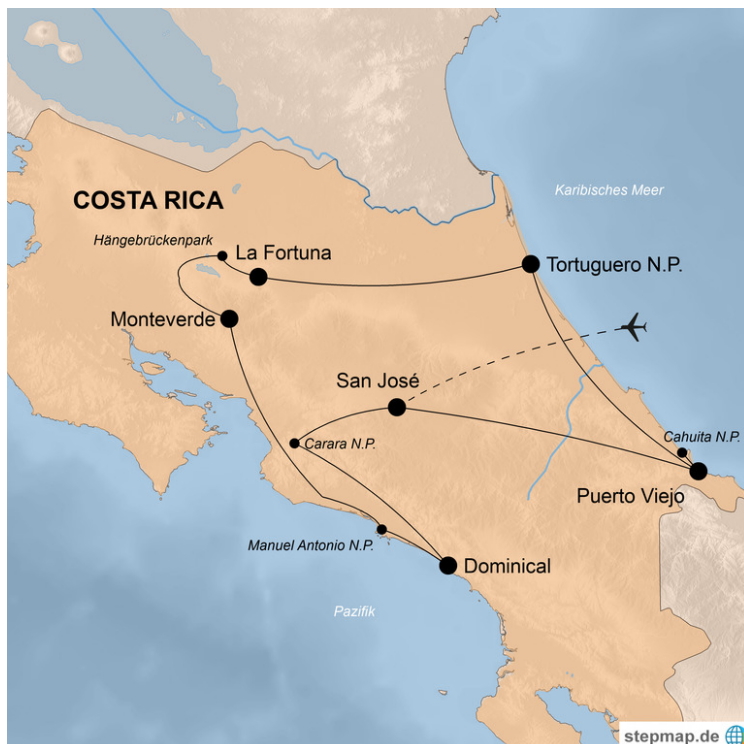 Karibisches Meer
COSTA RICA
Hängebrückenpark
La Fortuna
Tortuguero N.P.
Monteverde
San José
Carara N.P.
Cahuita N.P.
Puerto Viejo
Manuel Antonio N.P.
Dominical
Pazifik
stepmap.de